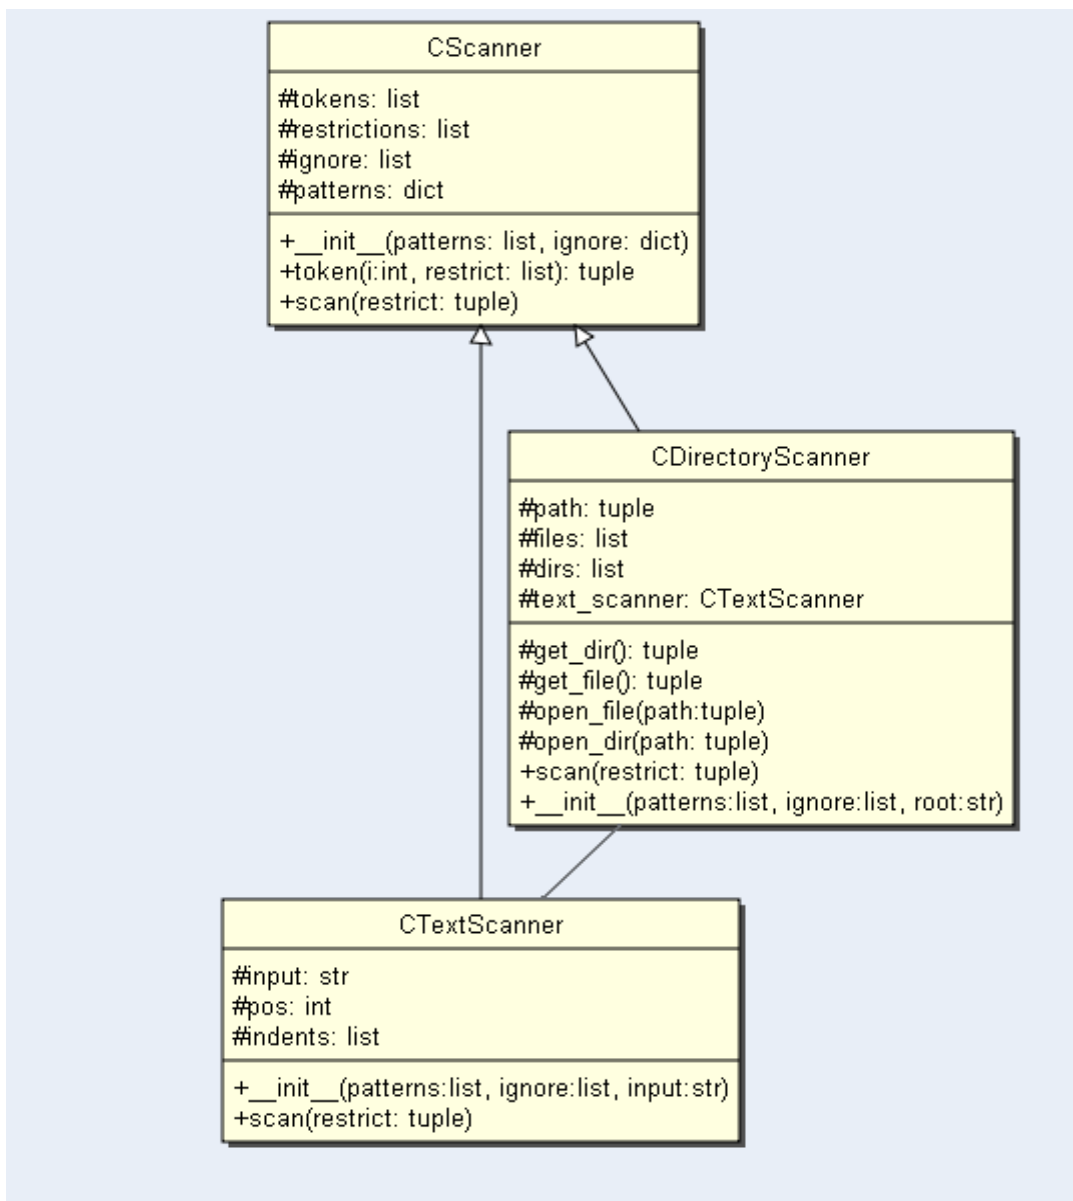 CScanner
#tokens: list
#restrictions: list
#ignore: list
#patterns: dict
+__init__(patterns: list, ignore: dict)
+token(i:int, restrict: list): tuple
+scan(restrict: tuple)
CDirectoryScanner
#path: tuple
#files: list
#dirs: list
#text_scanner: CTextScanner
#get_dir(): tuple
#get_file(): tuple
#open_file(path:tuple)
#open_dir(path: tuple)
+scan(restrict: tuple)
+__init__(patterns:list, ignore:list, root:str)
CTextScanner
#input: str
#pos: int
#indents: list
+__init__(patterns:list, ignore:list, input:str)
+scan(restrict: tuple)